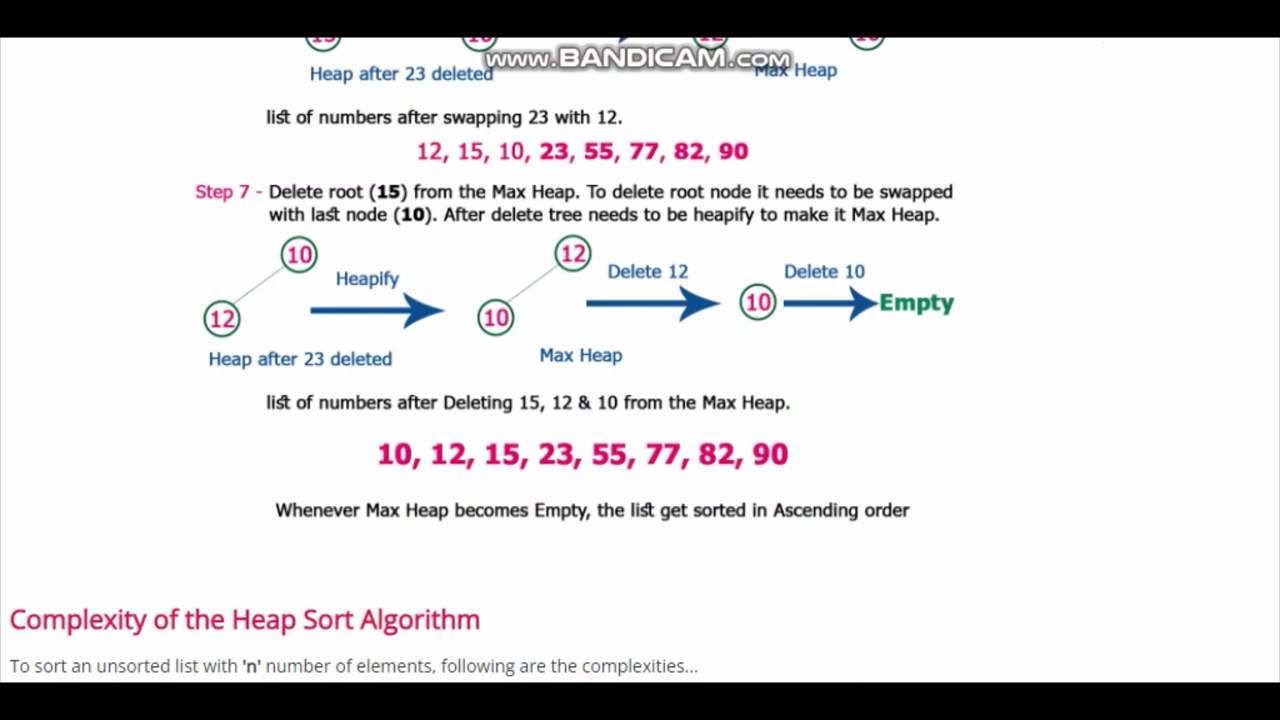 www.BANDICAM.com
Heap after 23 deleted
Max Heap
list of numbers after swapping 23 with 12.
12, 15, 10, 23, 55, 77, 82, 90
Step 7 - Delete root (15) from the Max Heap. To delete root node it needs to be swapped
with last node (10). After delete tree needs to be heapify to make it Max Heap.
10
Heapify
12
Delete 12
Delete 10
12
10
10
Empty
Heap after 23 deleted
Max Heap
list of numbers after Deleting 15, 12 & 10 from the Max Heap.
10, 12, 15, 23, 55, 77, 82, 90
Whenever Max Heap becomes Empty, the list get sorted in Ascending order
Complexity of the Heap Sort Algorithm
To sort an unsorted list with 'n' number of elements, following are the complexities...